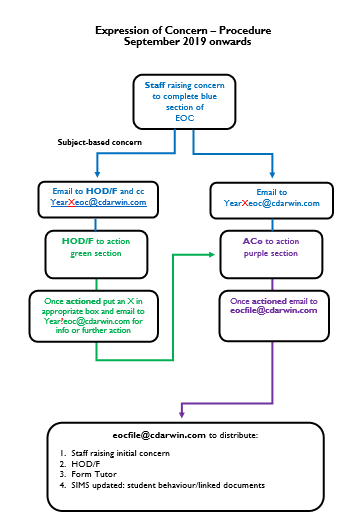 Expression of Concern – Procedure
September 2019 onwards
Staff raising concern
to complete blue
section of
EOC
Subject-based concern
Email to HOD/F and cc
YearXeoc@cdarwin.com
Email to
YearXeoc@cdarwin.com
HOD/F to action
green section
ACo to action
purple section
Once actioned put an X in
appropriate box and email to
Year?eoc@cdarwin.com for
info or further action
Once actioned email to
eocfile@cdarwin.com
eocfile@cdarwin.com to distribute:
1. Staff raising initial concern
2. HOD/F
3. Form Tutor
4. SIMS updated: student behaviour/linked documents